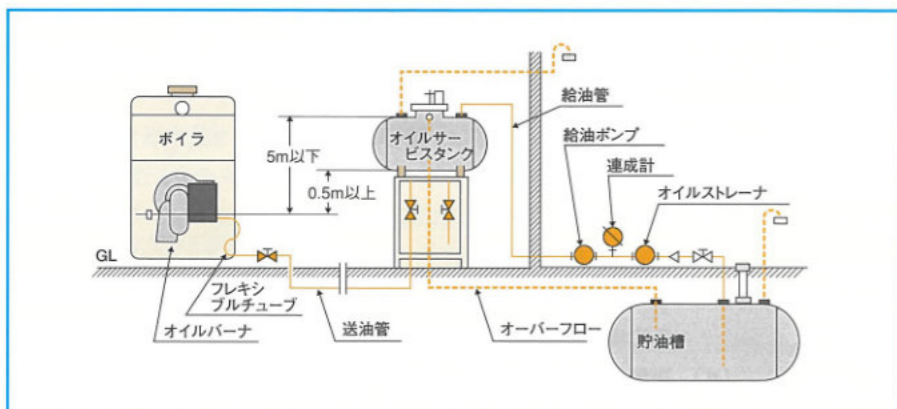 給油管
ボイラ
オイルサー
ビスタンク
給油ポンプ
5m以下
連成計
0.5m以上
オイルストレーナ
GL
フレキシ
ブルチューブ
オイルバーナ
送油管
オーバーフロー
貯油槽